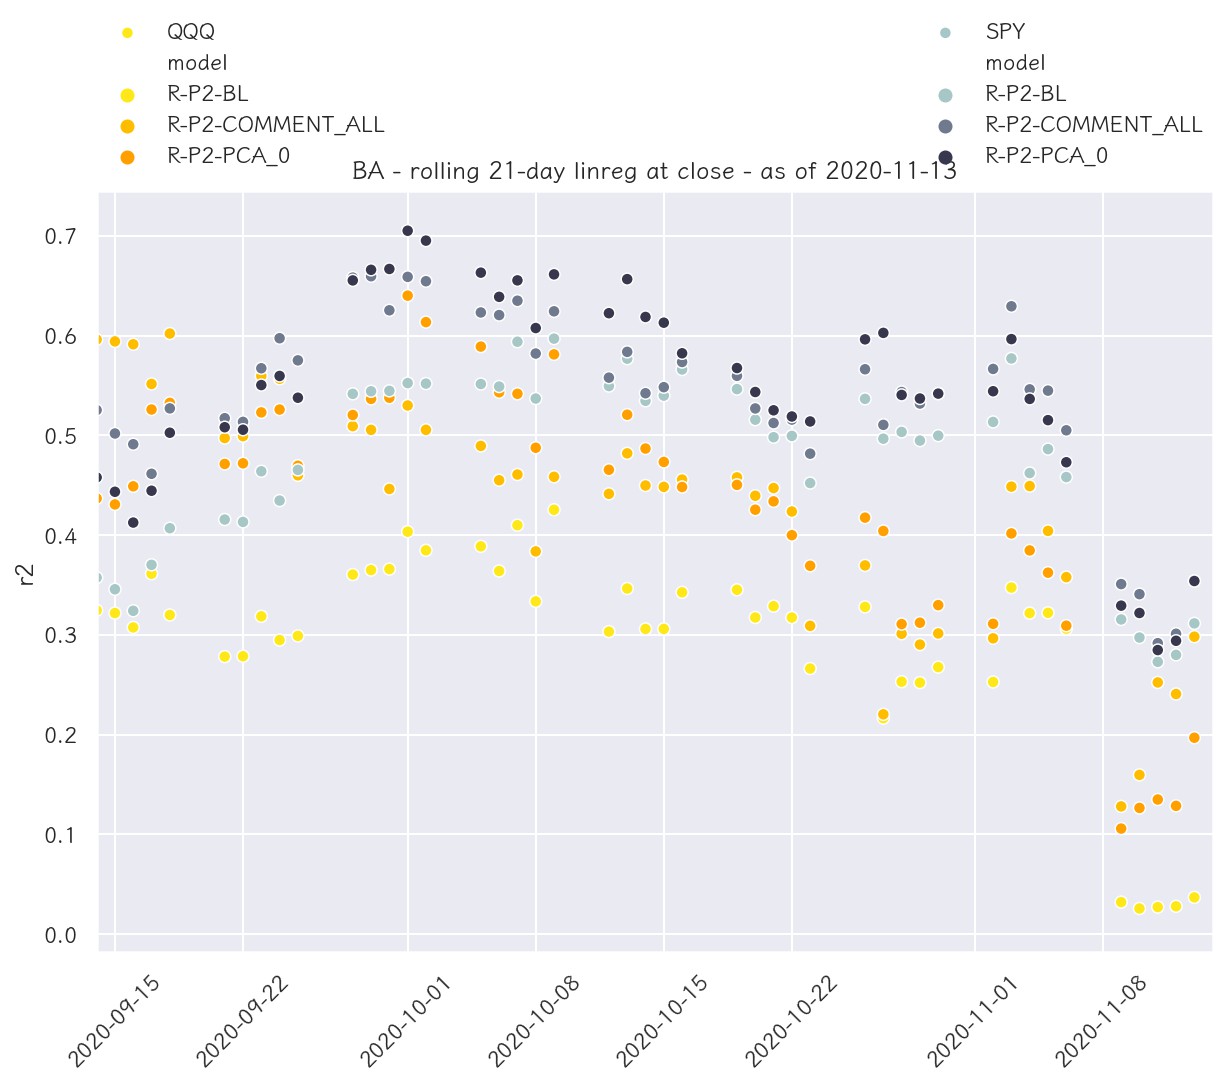 QQQ
model
R-P2-BL
R-P2-COMMENT_ALL
R-P2-PCA_0
SPY
model
R-P2-BL
R-P2-COMMENT_ALL
R-P2-PCA_0
BA - rolling 21-day linreg at close - as of 2020-11-13
0.7
0.6
0.5
0.4
0.3
0.2
0.1
0.0
r2
2020-09-15
2020-09-22
2020-10-01
2020-10-08
2020-10-15
2020-10-22
2020-11-01
2020-11-08